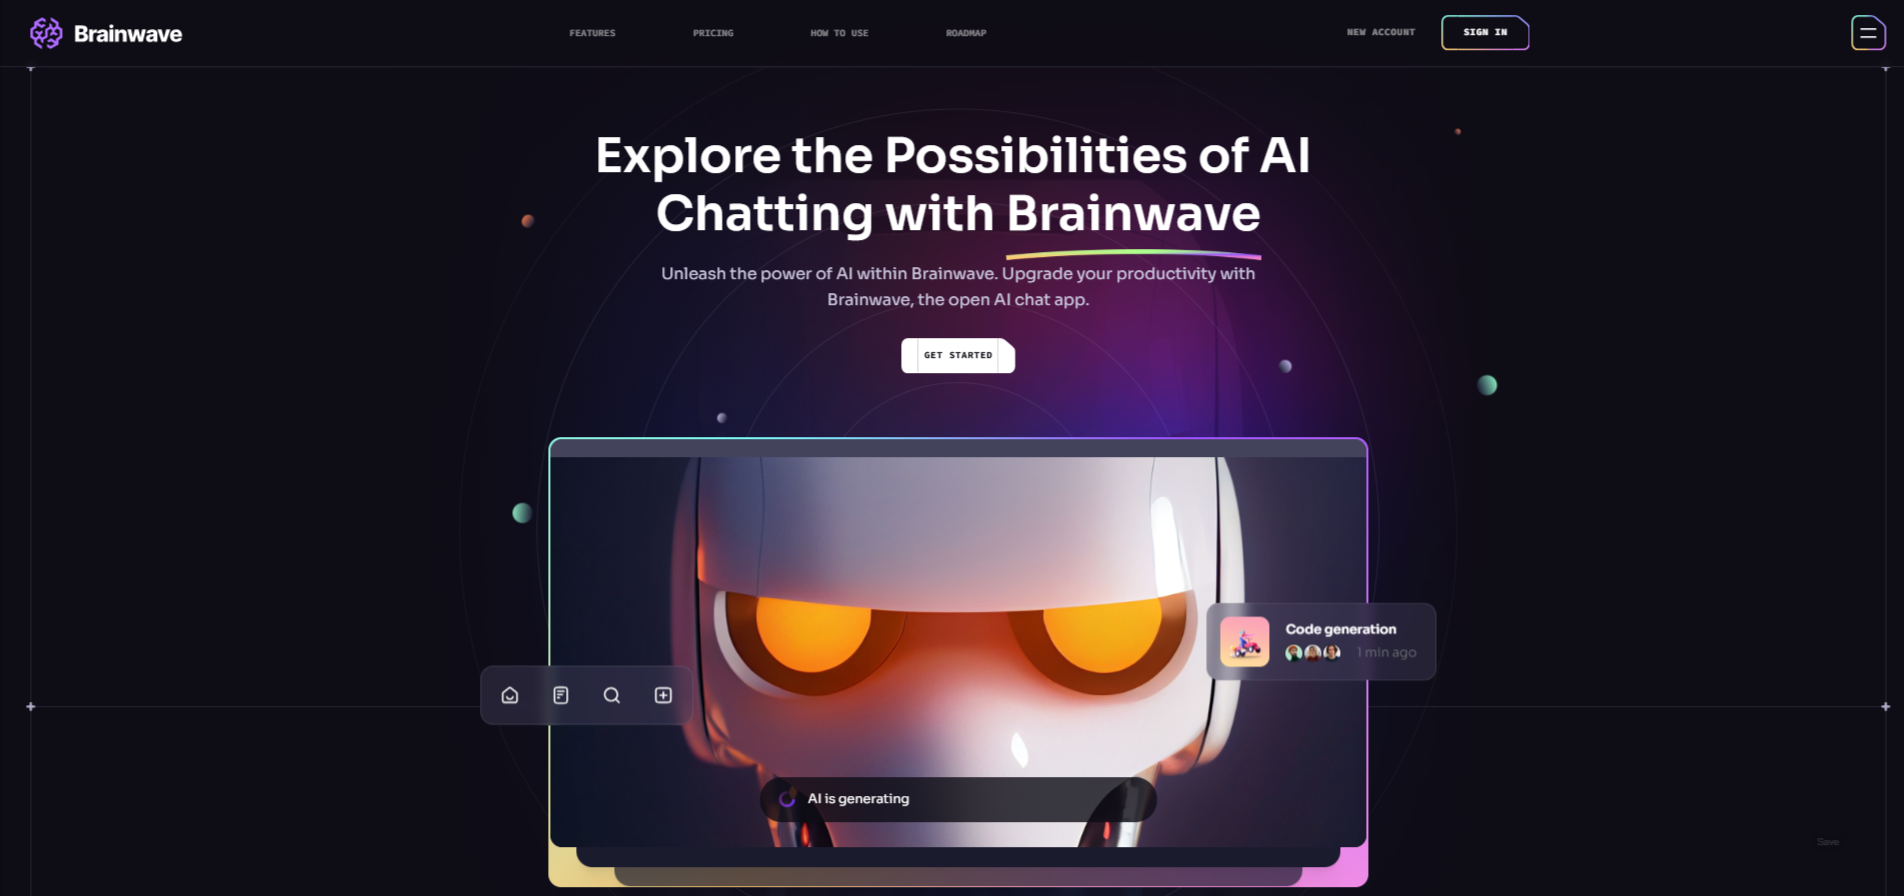 Brainwave
FEATURES
PRICING
HOW TO USE
ROADMAP
NEW ACCOUNT
SIGN IN
Explore the Possibilities of AI
Chatting with Brainwave
Unleash the power of AI within Brainwave. Upgrade your productivity with
Brainwave, the open AI chat app.
GET STARTED
Code generation
1 min ago
AI is generating
Save